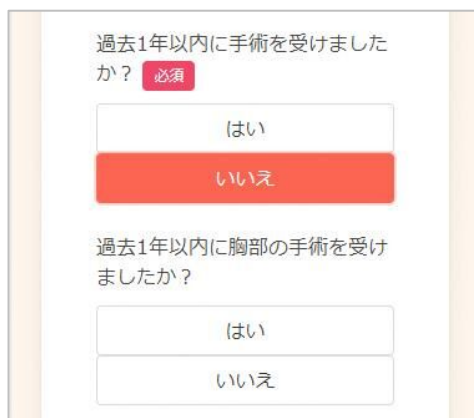 過去1年以内に手術を受けました
か？ 必須
はい
いいえ
過去1年以内に胸部の手術を受け
ましたか？
はい
いいえ